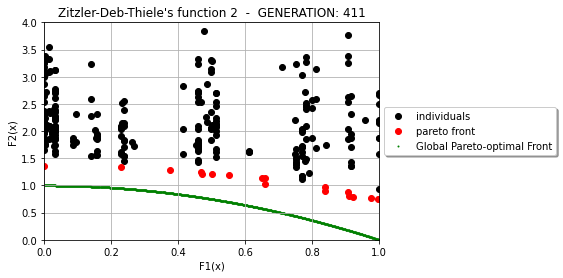 Zitzler-Deb-Thiele's function 2 - GENERATION: 411
4.0
3.5
3.0
2.5
2.0
1.5
1.0
0.5
0.0
F2(x)
0.0 0.2 0.4 0.6 0.8 1.0
F1(x)
individuals
pareto front
Global Pareto-optimal Front